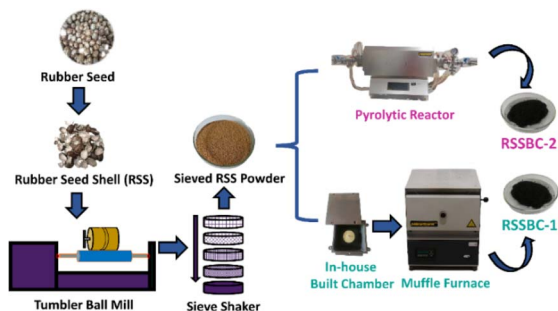 Rubber Seed
Rubber Seed Shell (RSS)
Tumbler Ball Mill
Sieve Shaker
Sieved RSS Powder
Pyrolytic Reactor
RSSBC-2
In-house
Built Chamber
Muffle Furnace
RSSBC-1